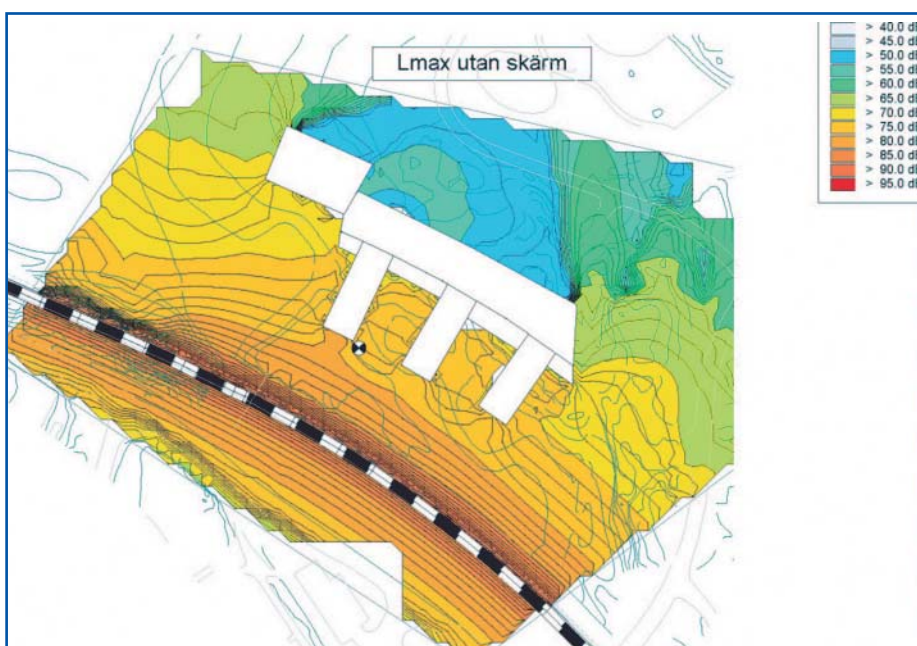 Lmax utan skärm
> 40.0 d
> 45.0 d
> 50.0 d
> 55.0 d
> 60.0 d
> 65.0 d
> 70.0 d
> 75.0 d
> 80.0 d
> 85.0 d
> 90.0 d
> 95.0 d